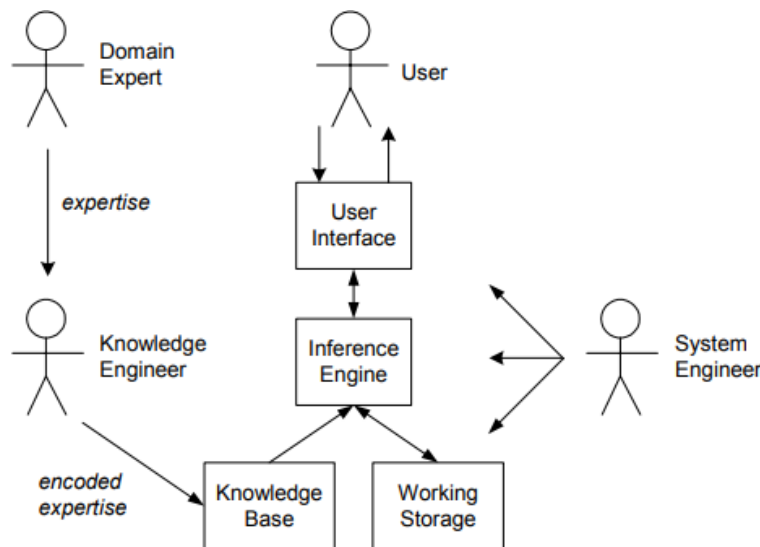 Domain
Expert
User
expertise
User
Interface
Knowledge
Engineer
Inference
Engine
System
Engineer
encoded
expertise
Knowledge
Base
Working
Storage